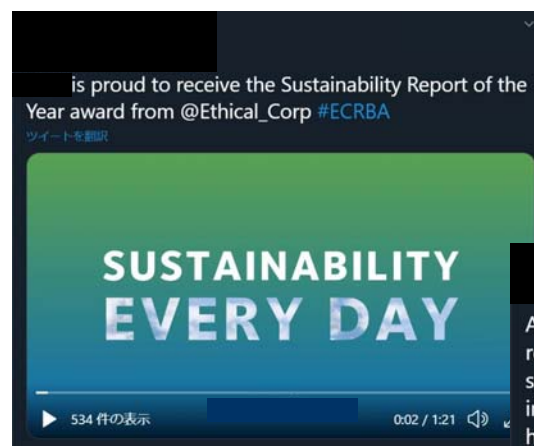 is proud to receive the Sustainability Report of the
Year award from @Ethical_Corp #ECRBA
ツイートを翻訳
SUSTAINABILITY
EVERY DAY
534 件の表示
0:02 / 1:21